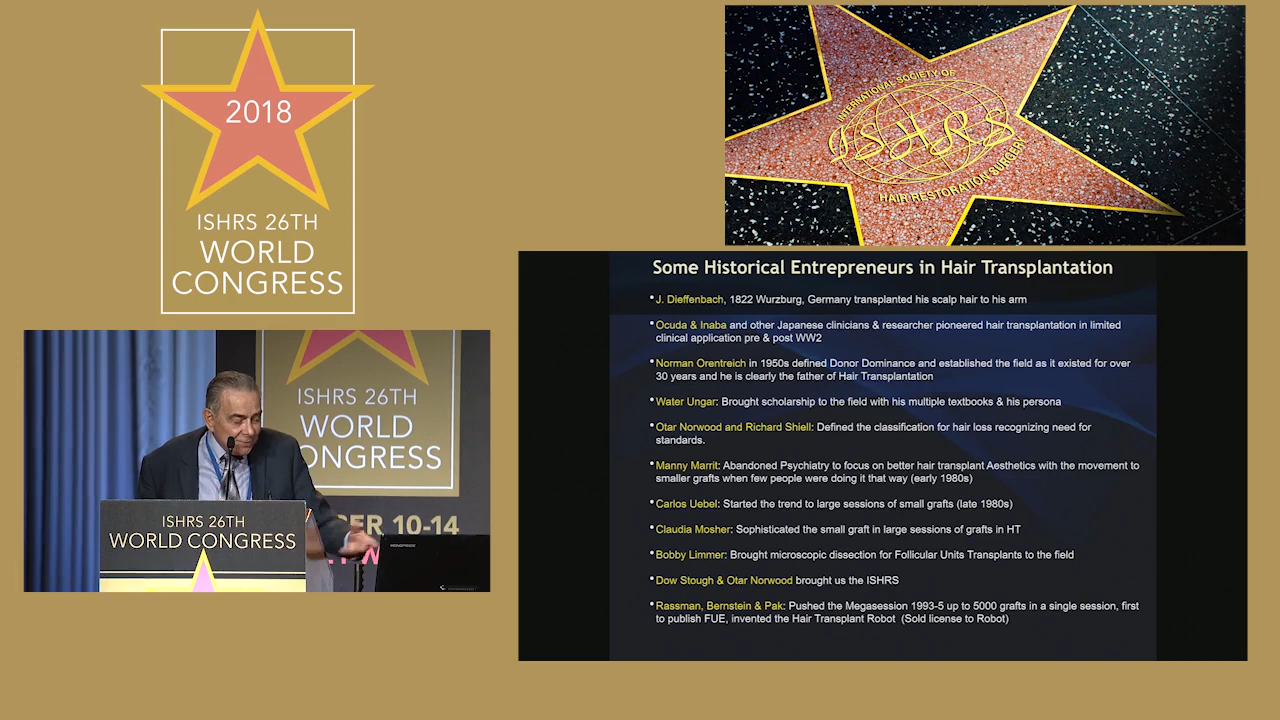 2018
ISHRS 26TH
WORLD
CONGRESS
INTERNATIONAL SOCIETY OF
ISHRS
HAIR RESTORATION SURGERY
ISHRS 26TH
WORLD
ONGRESS
BER 10-14
ISHRS 26TH
WORLD CONGRESS
Some Historical Entrepreneurs in Hair Transplantation
•J. Dieffenbach, 1822 Wurzburg, Germany transplanted his scalp hair to his arm
•Ocuda & Inaba and other Japanese clinicians & researcher pioneered hair transplantation in limited
clinical application pre & post WW2
•Norman Orentreich in 1950s defined Donor Dominance and established the field as it existed for over
30 years and he is clearly the father of Hair Transplantation
•Water Ungar: Brought scholarship to the field with his multiple textbooks & his persona
•Otar Norwood and Richard Shiell: Defined the classification for hair loss recognizing need for
standards.
•Manny Marrit: Abandoned Psychiatry to focus on better hair transplant Aesthetics with the movement to
smaller grafts when few people were doing it that way (early 1980s)
•Carlos Uebel: Started the trend to large sessions of small grafts (late 1980s)
•Claudia Mosher: Sophisticated the small graft in large sessions of grafts in HT
•Bobby Limmer: Brought microscopic dissection for Follicular Units Transplants to the field
•Dow Stough & Otar Norwood brought us the ISHRS
•Rassman, Bernstein & Pak: Pushed the Megasession 1993-5 up to 5000 grafts in a single session, first
to publish FUE, invented the Hair Transplant Robot (Sold license to Robot)